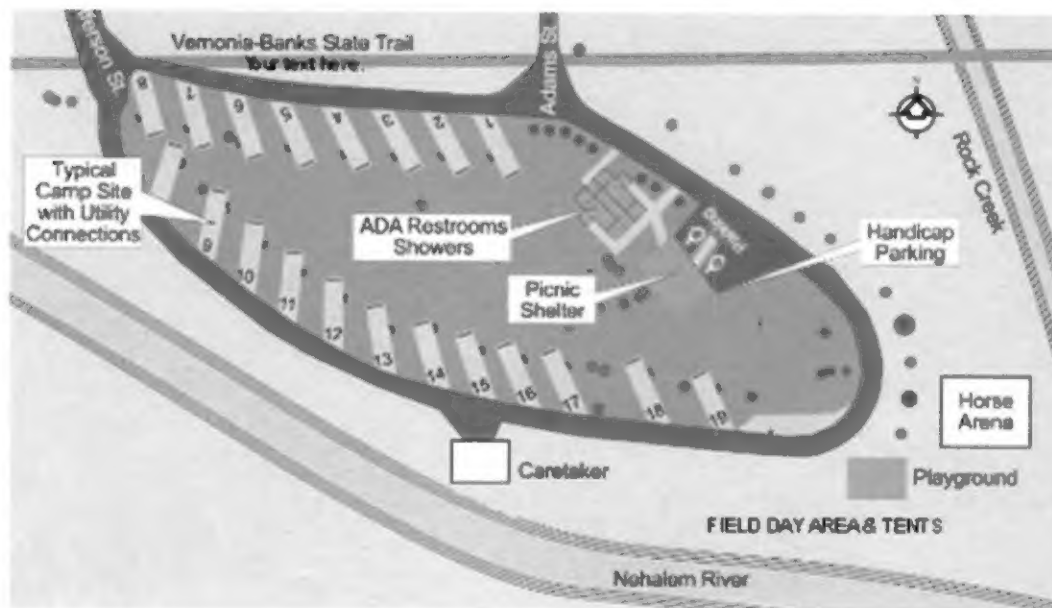 Vernonia-Banks State Trail
Your text here.
Adams St
8
7
6
5
4
3
2
1
Rock Creek
Typical
Camp Site
with Utility
Connections
ADA Restrooms
Showers
Handicap
Parking
Picnic
Shelter
9
10
11
12
13
14
15
16
17
18
19
Horse
Arena
Caretaker
Playground
FIELD DAY AREA & TENTS
Nehalem River